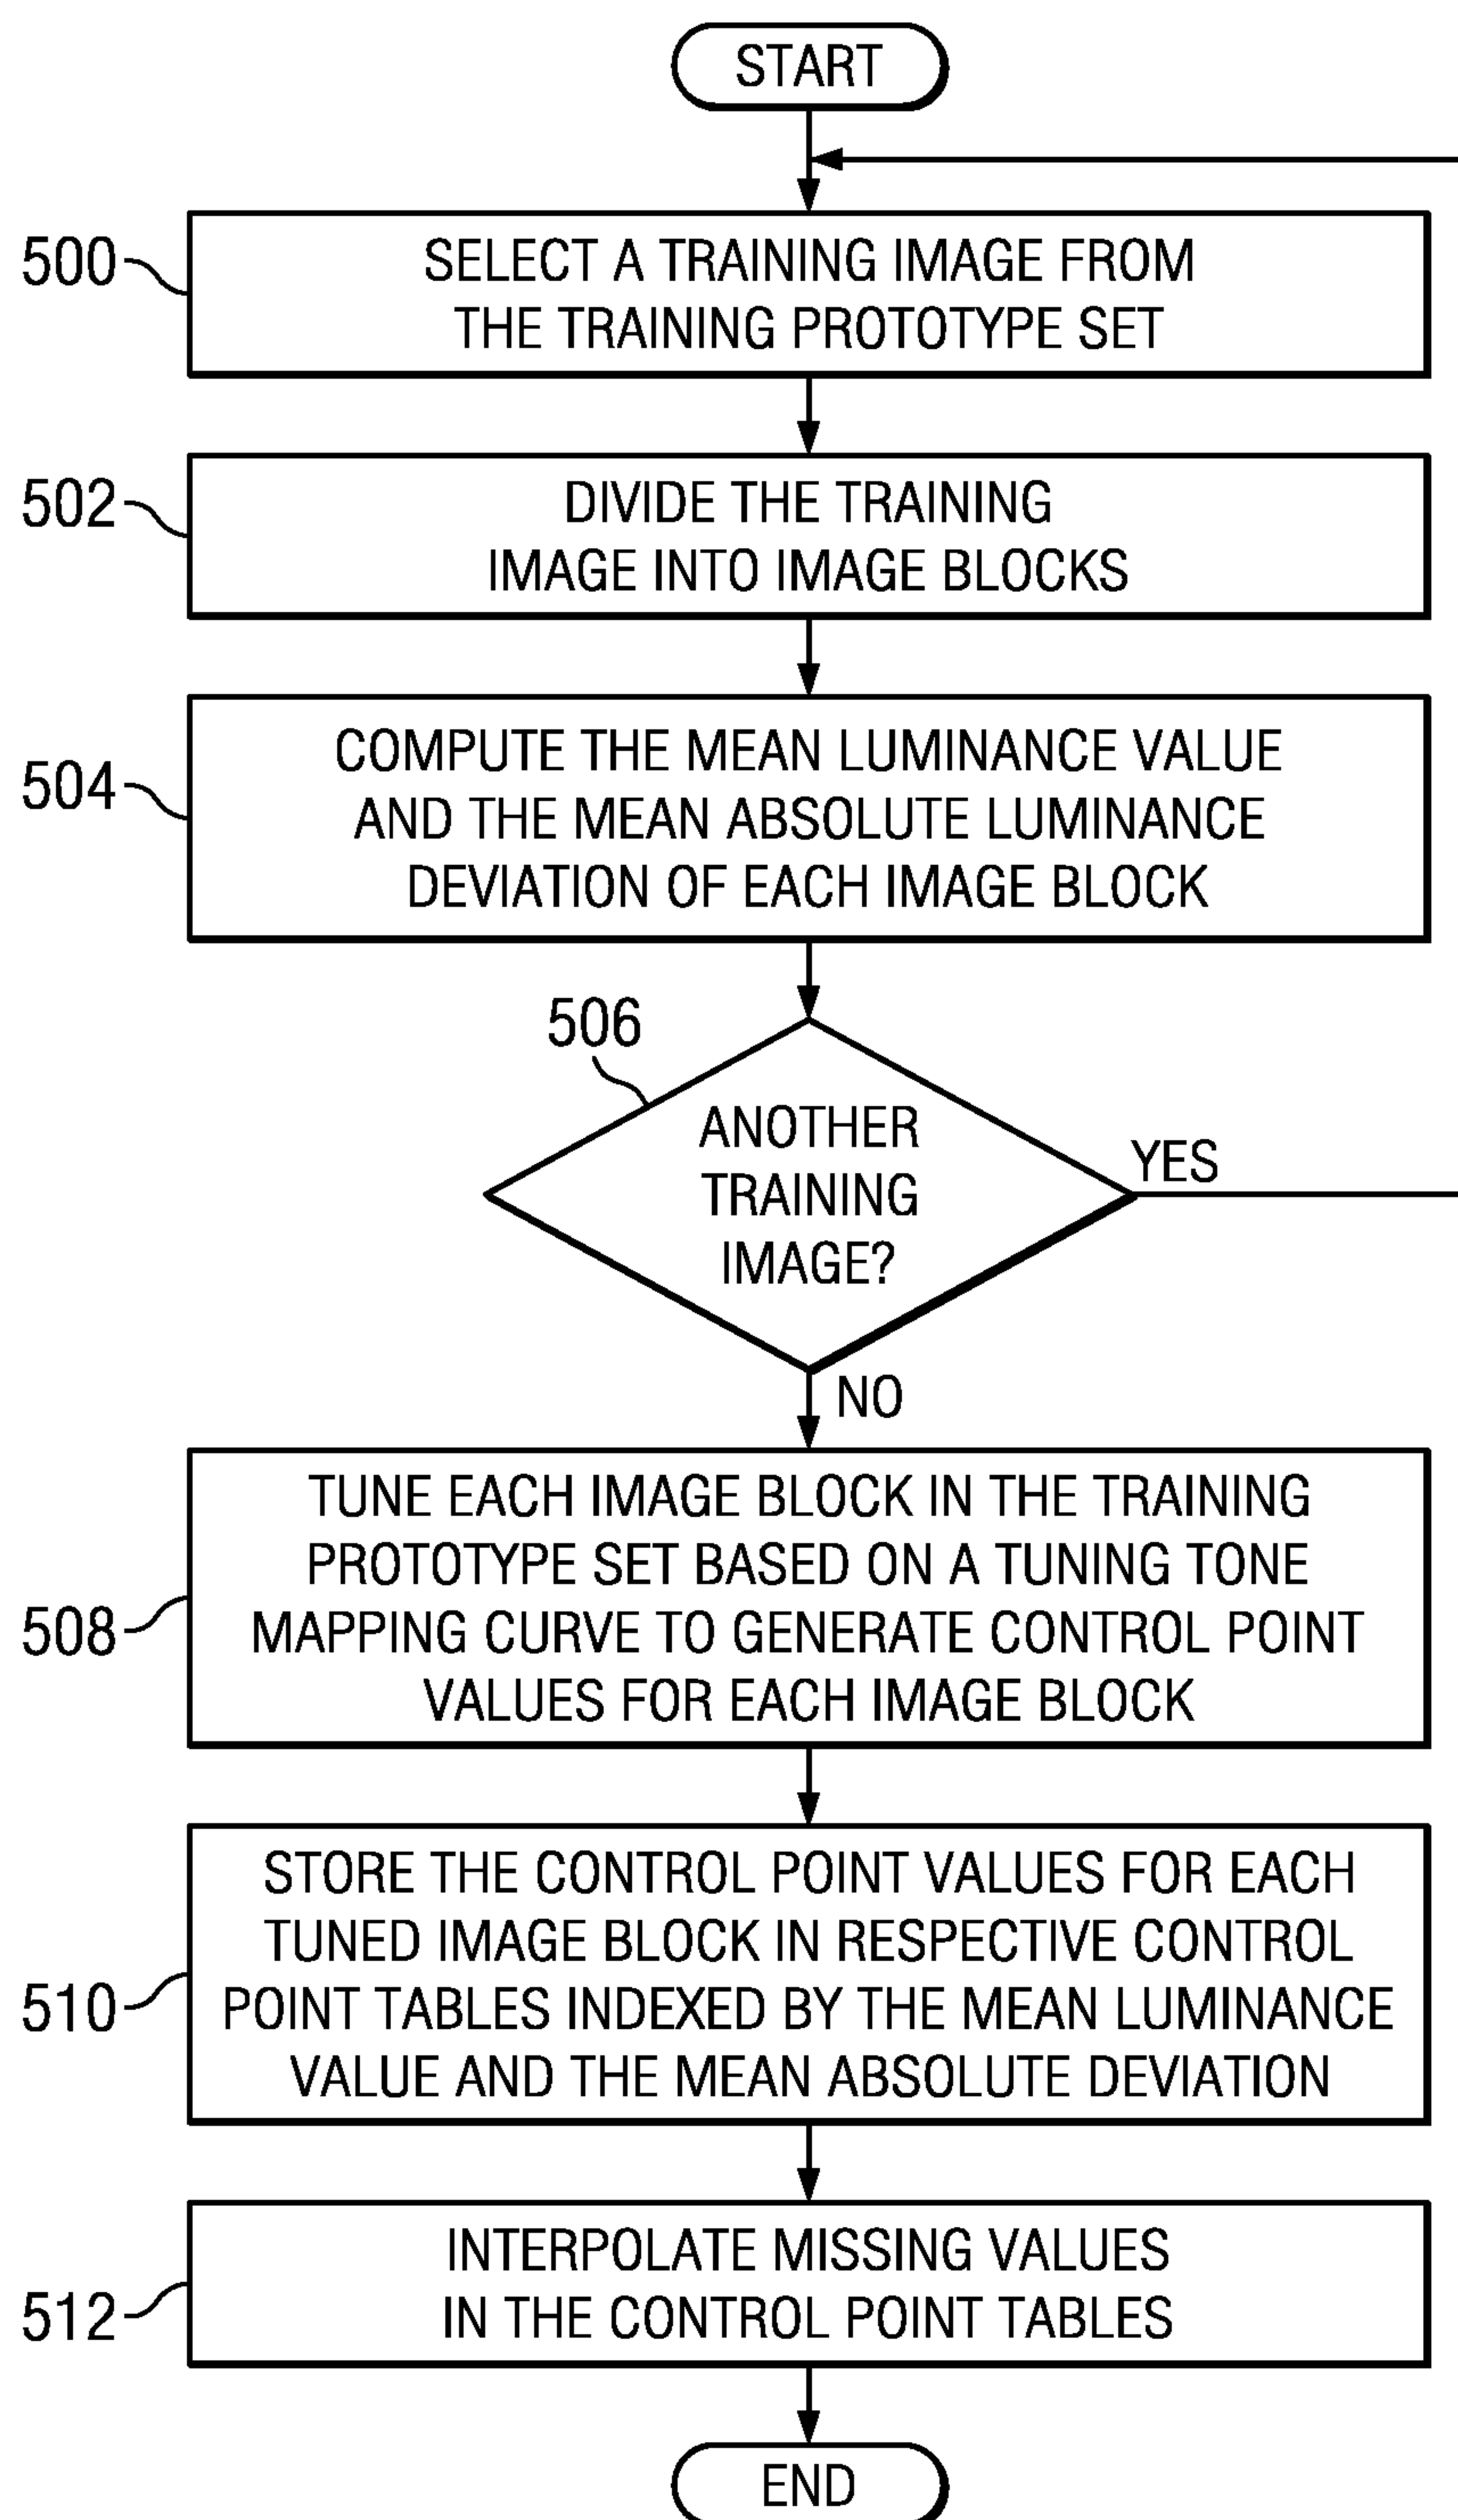 START
500
SELECT A TRAINING IMAGE FROM
THE TRAINING PROTOTYPE SET
502
DIVIDE THE TRAINING
IMAGE INTO IMAGE BLOCKS
504
COMPUTE THE MEAN LUMINANCE VALUE
AND THE MEAN ABSOLUTE LUMINANCE
DEVIATION OF EACH IMAGE BLOCK
506
ANOTHER
TRAINING
IMAGE?
YES
NO
508
TUNE EACH IMAGE BLOCK IN THE TRAINING
PROTOTYPE SET BASED ON A TUNING TONE
MAPPING CURVE TO GENERATE CONTROL POINT
VALUES FOR EACH IMAGE BLOCK
510
STORE THE CONTROL POINT VALUES FOR EACH
TUNED IMAGE BLOCK IN RESPECTIVE CONTROL
POINT TABLES INDEXED BY THE MEAN LUMINANCE
VALUE AND THE MEAN ABSOLUTE DEVIATION
512
INTERPOLATE MISSING VALUES
IN THE CONTROL POINT TABLES
END